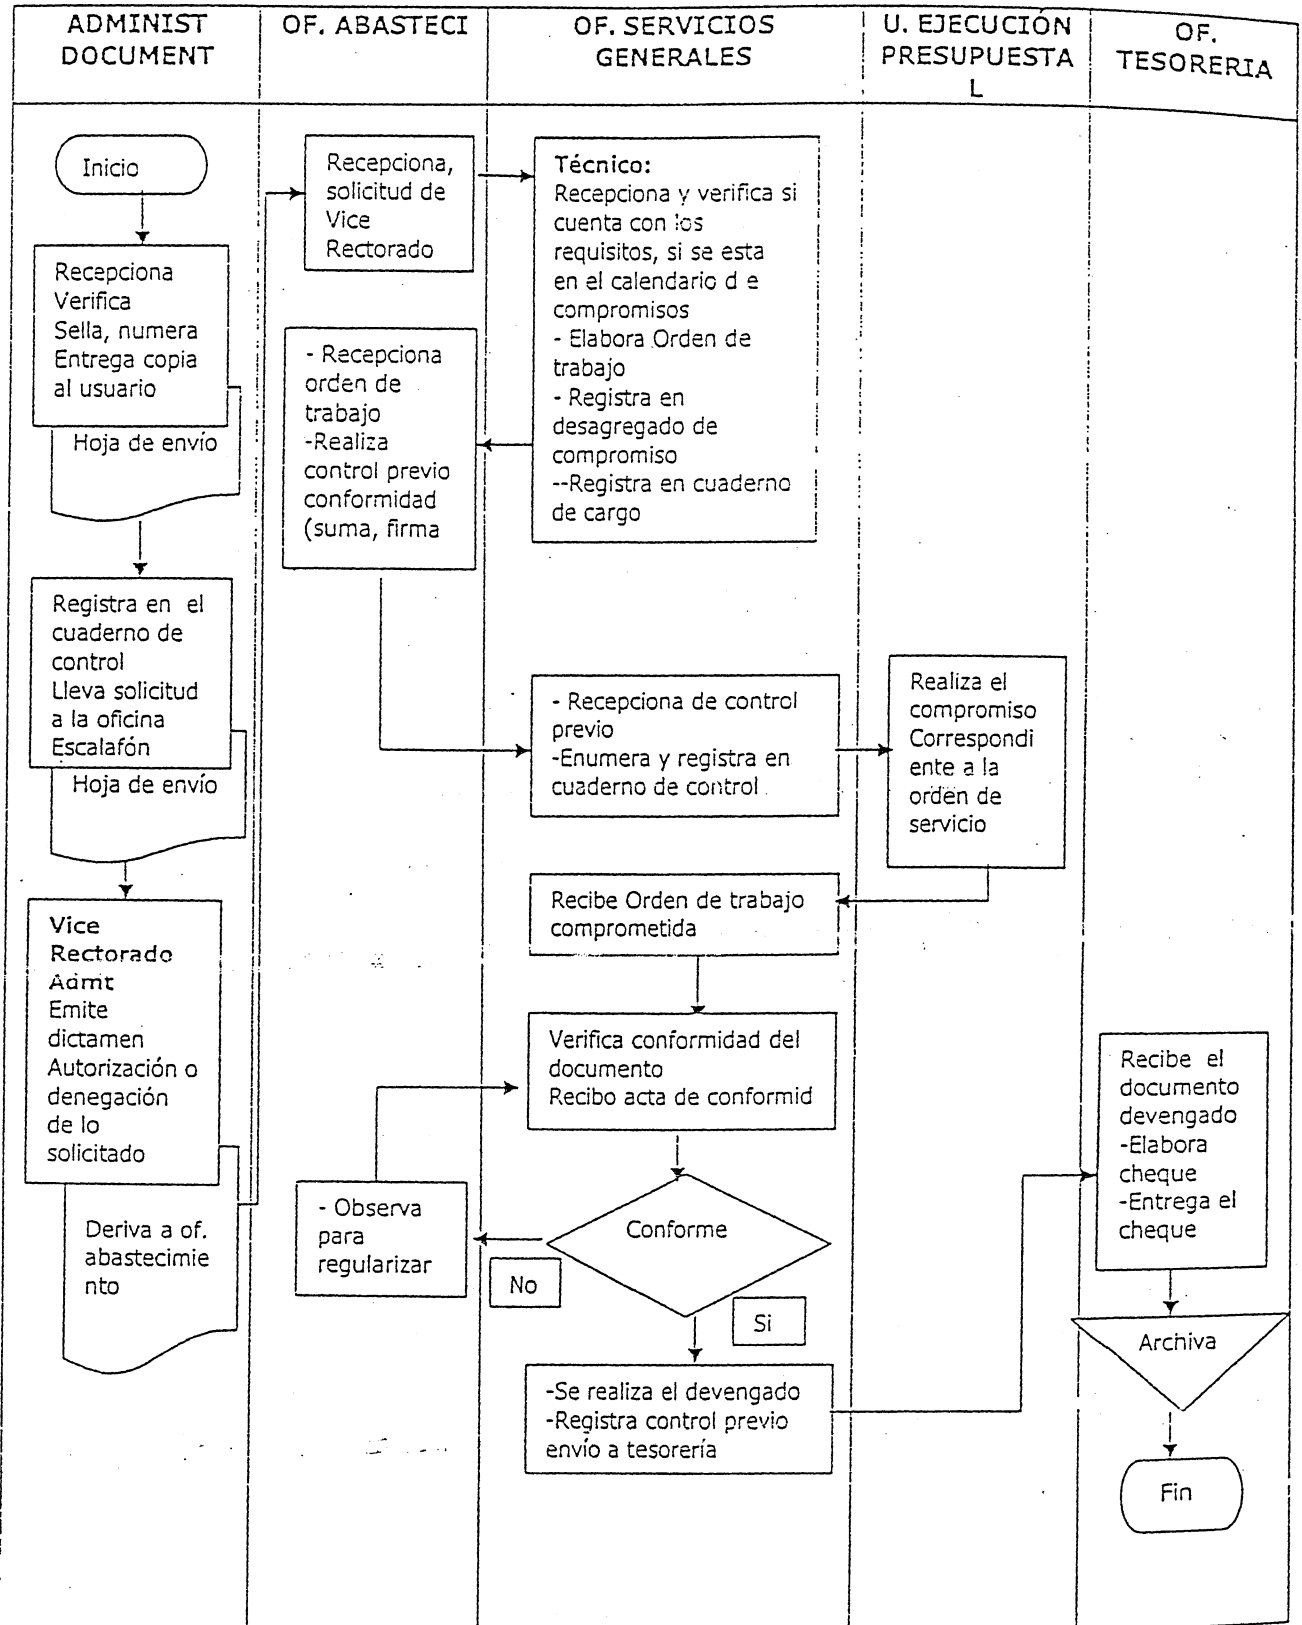 ADMINIST
DOCUMENT
OF. ABASTECI
OF. SERVICIOS
GENERALES
U. EJECUCIÓN
PRESUPUESTA
L
OF.
TESORERIA
Inicio
Recepciona
Verifica
Sella, numera
Entrega copia
al usuario
Hoja de envío
Registra en el
cuaderno de
control
Lleva solicitud
a la oficina
Escalafón
Hoja de envío
Vice
Rectorado
Admt
Emite
dictamen
Autorización o
denegación
de lo
solicitado
Deriva a of.
abastecimie
nto
Recepciona,
solicitud de
Vice
Rectorado
Técnico:
Recepciona y verifica si
cuenta con los
requisitos, si se esta
en el calendario d e
compromisos
- Elabora Orden de
trabajo
- Registra en
desagregado de
compromiso
--Registra en cuaderno
de cargo
- Recepciona
orden de
trabajo
-Realiza
control previo
conformidad
(suma, firma
- Recepciona de control
previo
-Enumera y registra en
cuaderno de control
Realiza el
compromiso
Correspondi
ente a la
orden de
servicio
Recibe Orden de trabajo
comprometida
Verifica conformidad del
documento
Recibo acta de conformid
- Observa
para
regularizar
Conforme
No
Si
-Se realiza el devengado
-Registra control previo
envío a tesorería
Recibe el
documento
devengado
-Elabora
cheque
-Entrega el
cheque
Archiva
Fin